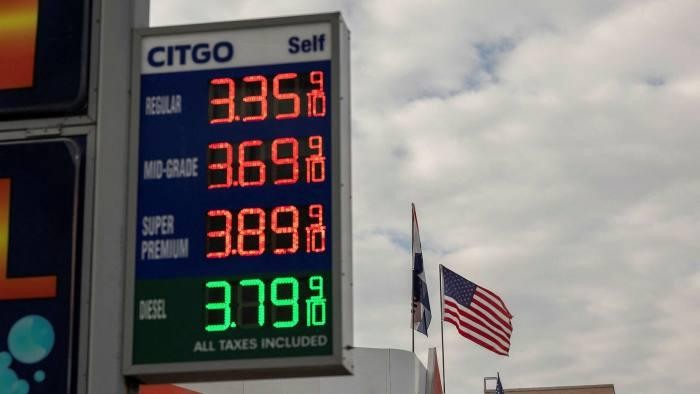 CITGO Self
REGULAR 3.35 9/10
MID-GRADE 3.69 9/10
SUPER
PREMIUM 3.89 9/10
DIESEL 3.79 9/10
ALL TAXES INCLUDED